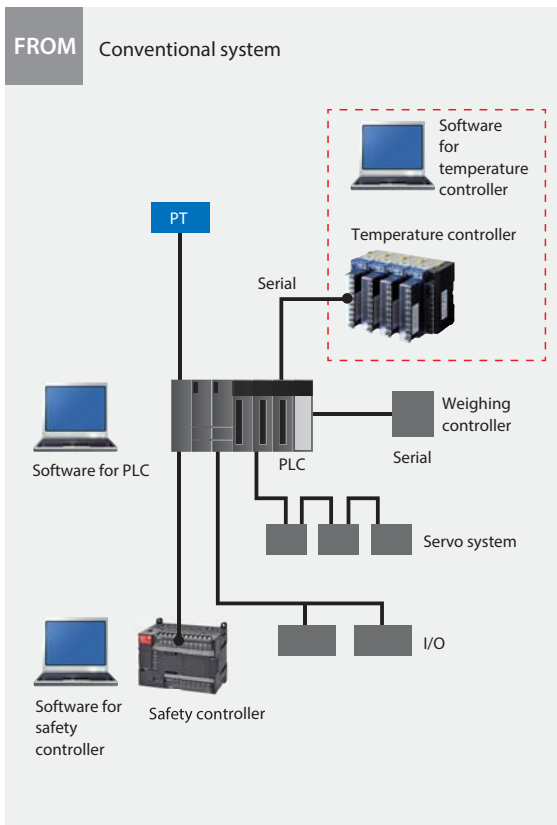 FROM
Conventional system
Software
for
temperature
controller
PT
Temperature controller
Serial
Weighing
controller
Software for PLC
PLC
Serial
Servo system
I/O
Software for
safety
controller
Safety controller